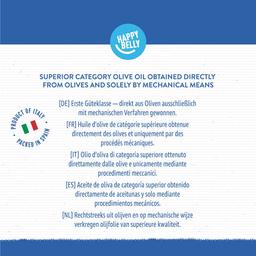 HAPPY
BELLY
SUPERIOR CATEGORY OLIVE OIL OBTAINED DIRECTLY
FROM OLIVES AND SOLELY BY MECHANICAL MEANS
PRODUCT OF ITALY
PACKED IN SPAIN
[DE] Erste Güteklasse — direkt aus Oliven ausschließlich
mit mechanischen Verfahren gewonnen.
[FR] Huile d'olive de catégorie supérieure obtenue
directement des olives et uniquement par des
procédés mécaniques.
[IT] Olio d'oliva di categoria superiore ottenuto
direttamente dalle olive e unicamente mediante
procedimenti meccanici.
[ES] Aceite de oliva de categoría superior obtenido
directamente de aceitunas y solo mediante
procedimientos mecánicos.
[NL] Rechtstreeks uit olijven en op mechanische wijze
verkregen olijfolie van superieure kwaliteit.